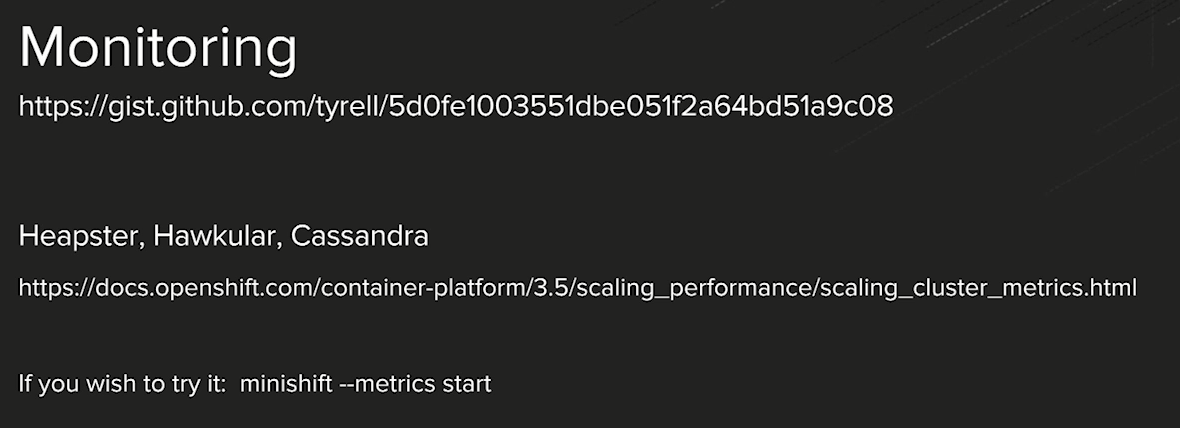 Monitoring
https://gist.github.com/tyrell/5d0fe1003551dbe051f2a64bd51a9c08
Heapster, Hawkular, Cassandra
https://docs.openshift.com/container-platform/3.5/scaling_performance/scaling_cluster_metrics.html
If you wish to try it:  minishift --metrics start